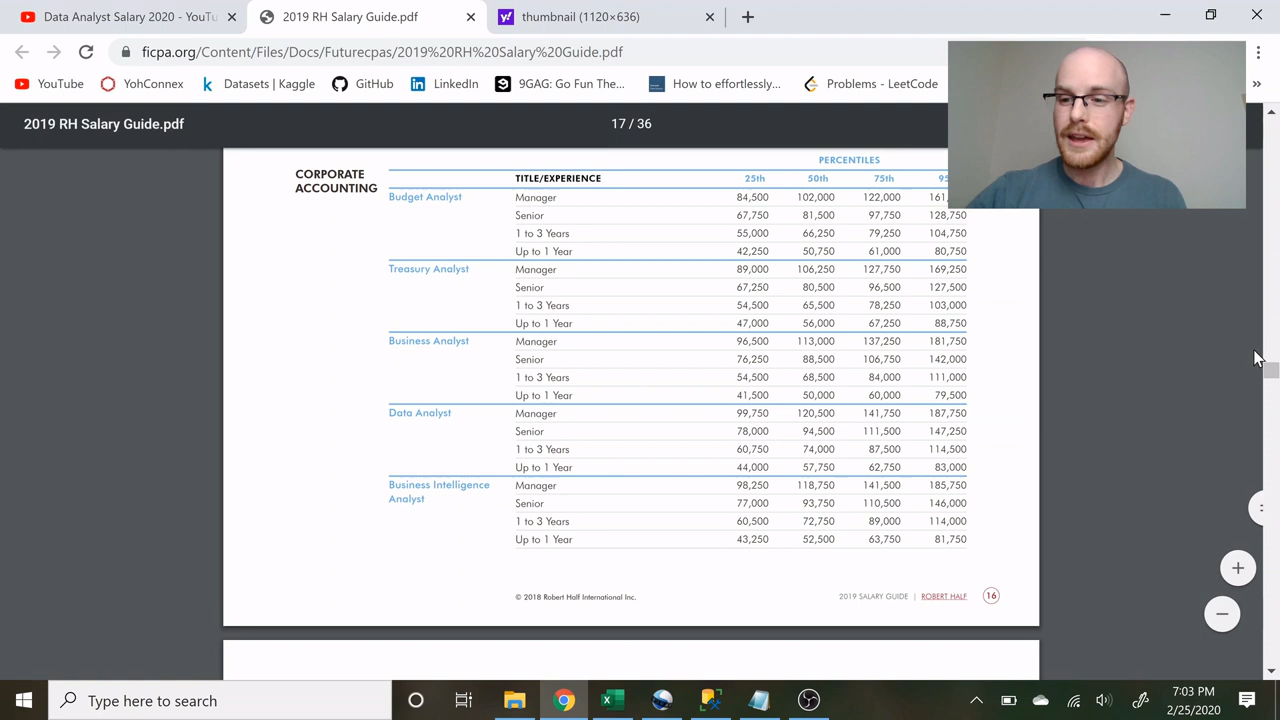 Data Analyst Salary 2020 - YouTu
2019 RH Salary Guide.pdf
thumbnail (1120×636)
ficpa.org/Content/Files/Docs/Futurecpas/2019%20RH%20Salary%20Guide.pdf
YouTube YohConnex Datasets | Kaggle GitHub LinkedIn 9GAG: Go Fun The... How to effortlessly... Problems - LeetCode »
2019 RH Salary Guide.pdf 17 / 36
PERCENTILES
CORPORATE
ACCOUNTING
TITLE/EXPERIENCE 25th 50th 75th
Budget Analyst Manager 84,500 102,000 122,000 161,
Senior 67,750 81,500 97,750 128,750
1 to 3 Years 55,000 66,250 79,250 104,750
Up to 1 Year 42,250 50,750 61,000 80,750
Treasury Analyst Manager 89,000 106,250 127,750 169,250
Senior 67,250 80,500 96,500 127,500
1 to 3 Years 54,500 65,500 78,250 103,000
Up to 1 Year 47,000 56,000 67,250 88,750
Business Analyst Manager 96,500 113,000 137,250 181,750
Senior 76,250 88,500 106,750 142,000
1 to 3 Years 54,500 68,500 84,000 111,000
Up to 1 Year 41,500 50,000 60,000 79,500
Data Analyst Manager 99,750 120,500 141,750 187,750
Senior 78,000 94,500 111,500 147,250
1 to 3 Years 60,750 74,000 87,500 114,500
Up to 1 Year 44,000 57,750 62,750 83,000
Business Intelligence
Analyst
Manager 98,250 118,750 141,500 185,750
Senior 77,000 93,750 110,500 146,000
1 to 3 Years 60,500 72,750 89,000 114,000
Up to 1 Year 43,250 52,500 63,750 81,750
© 2018 Robert Half International Inc. 2019 SALARY GUIDE | ROBERT HALF 16
Type here to search
7:03 PM
2/25/2020